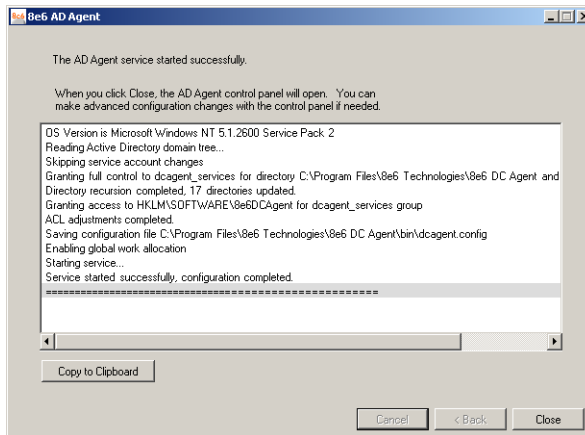 8e6 AD Agent
The AD Agent service started successfully.
When you click Close, the AD Agent control panel will open. You can
make advanced configuration changes with the control panel if needed.
OS Version is Microsoft Windows NT 5.1.2600 Service Pack 2
Reading Active Directory domain tree...
Skipping service account changes
Granting full control to dcagent_services for directory C:\Program Files\8e6 Technologies\8e6 DC Agent and
Directory recursion completed, 17 directories updated.
Granting access to HKLM\SOFTWARE\8e6DCAgent for dcagent_services group
ACL adjustments completed.
Saving configuration file C:\Program Files\8e6 Technologies\8e6 DC Agent\bin\dcagent.config
Enabling global work allocation
Starting service...
Service started successfully, configuration completed.
=======================================================
Copy to Clipboard
Cancel < Back Close